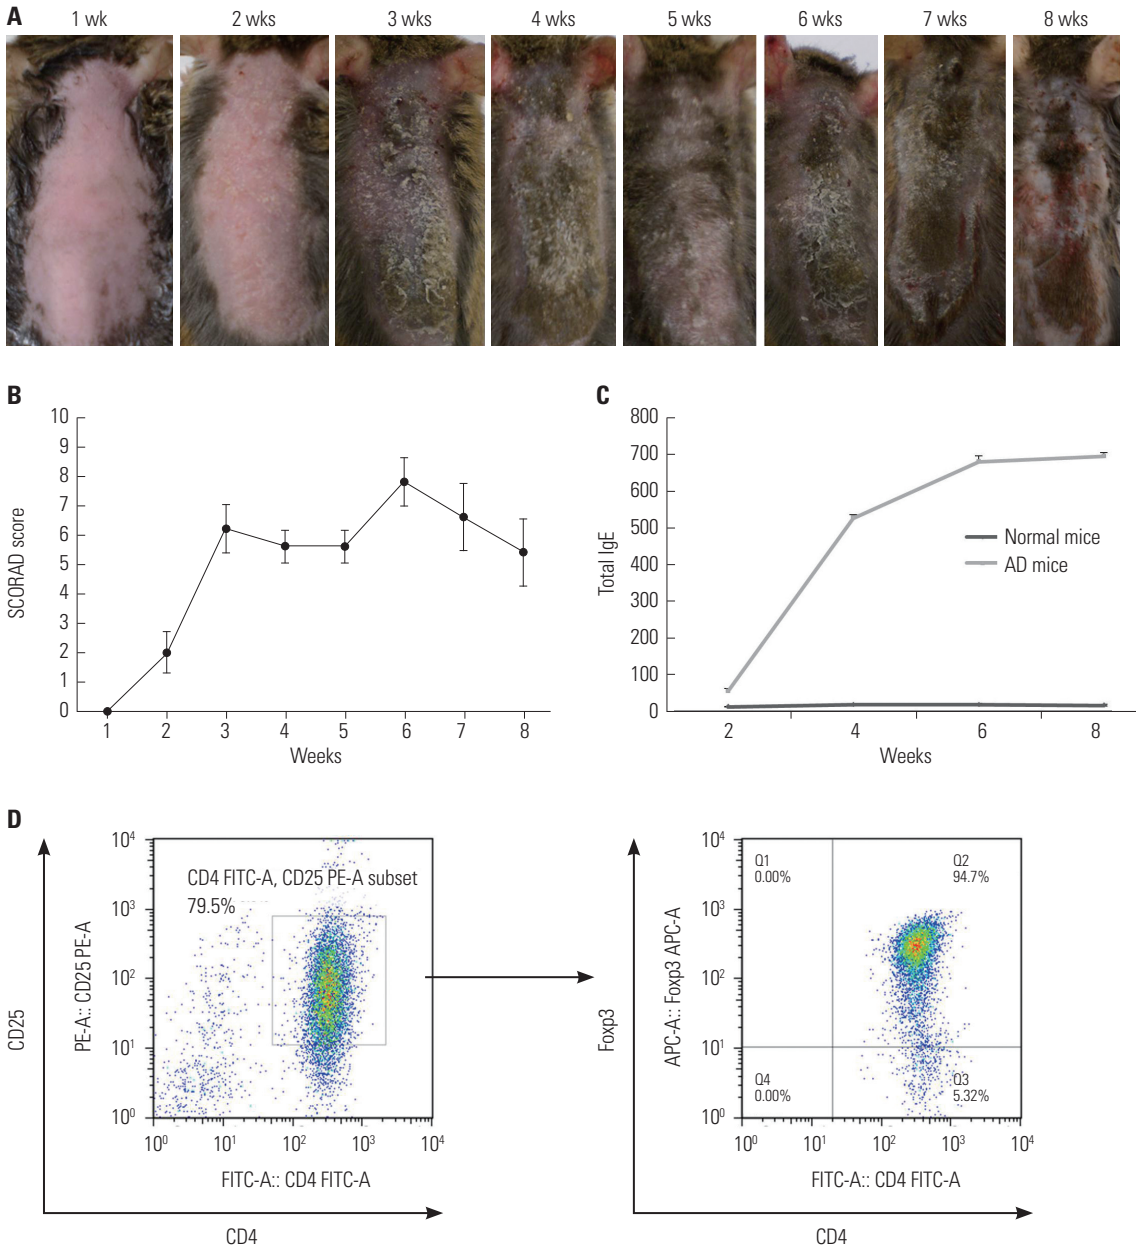 A
1 wk 2 wks 3 wks 4 wks 5 wks 6 wks 7 wks 8 wks
B
10
9
8
7
6
5
4
3
2
1
0
SCORAD score
1 2 3 4 5 6 7 8
Weeks
C
800
700
600
500
400
300
200
100
0
Total IgE
Normal mice
AD mice
2 4 6 8
Weeks
D
CD25
PE-A:: CD25 PE-A
10⁴
10³
10²
10¹
10⁰
CD4 FITC-A, CD25 PE-A subset
79.5%
10⁰ 10¹ 10² 10³ 10⁴
FITC-A:: CD4 FITC-A
CD4
Foxp3
APC-A:: Foxp3 APC-A
10⁴
10³
10²
10¹
10⁰
Q1
0.00%
Q2
94.7%
Q4
0.00%
Q3
5.32%
10⁰ 10¹ 10² 10³ 10⁴
FITC-A:: CD4 FITC-A
CD4